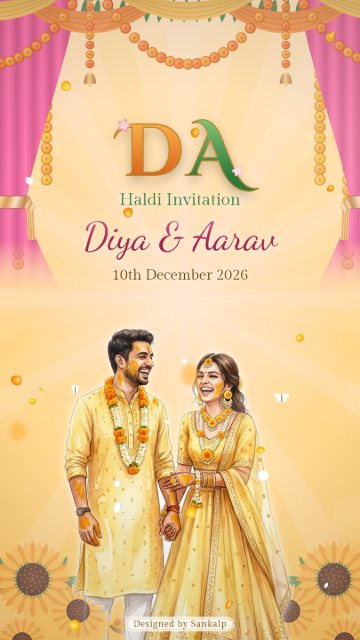 DA
Haldi Invitation
Diya & Aarav
10th December 2026
Designed by Sankalp